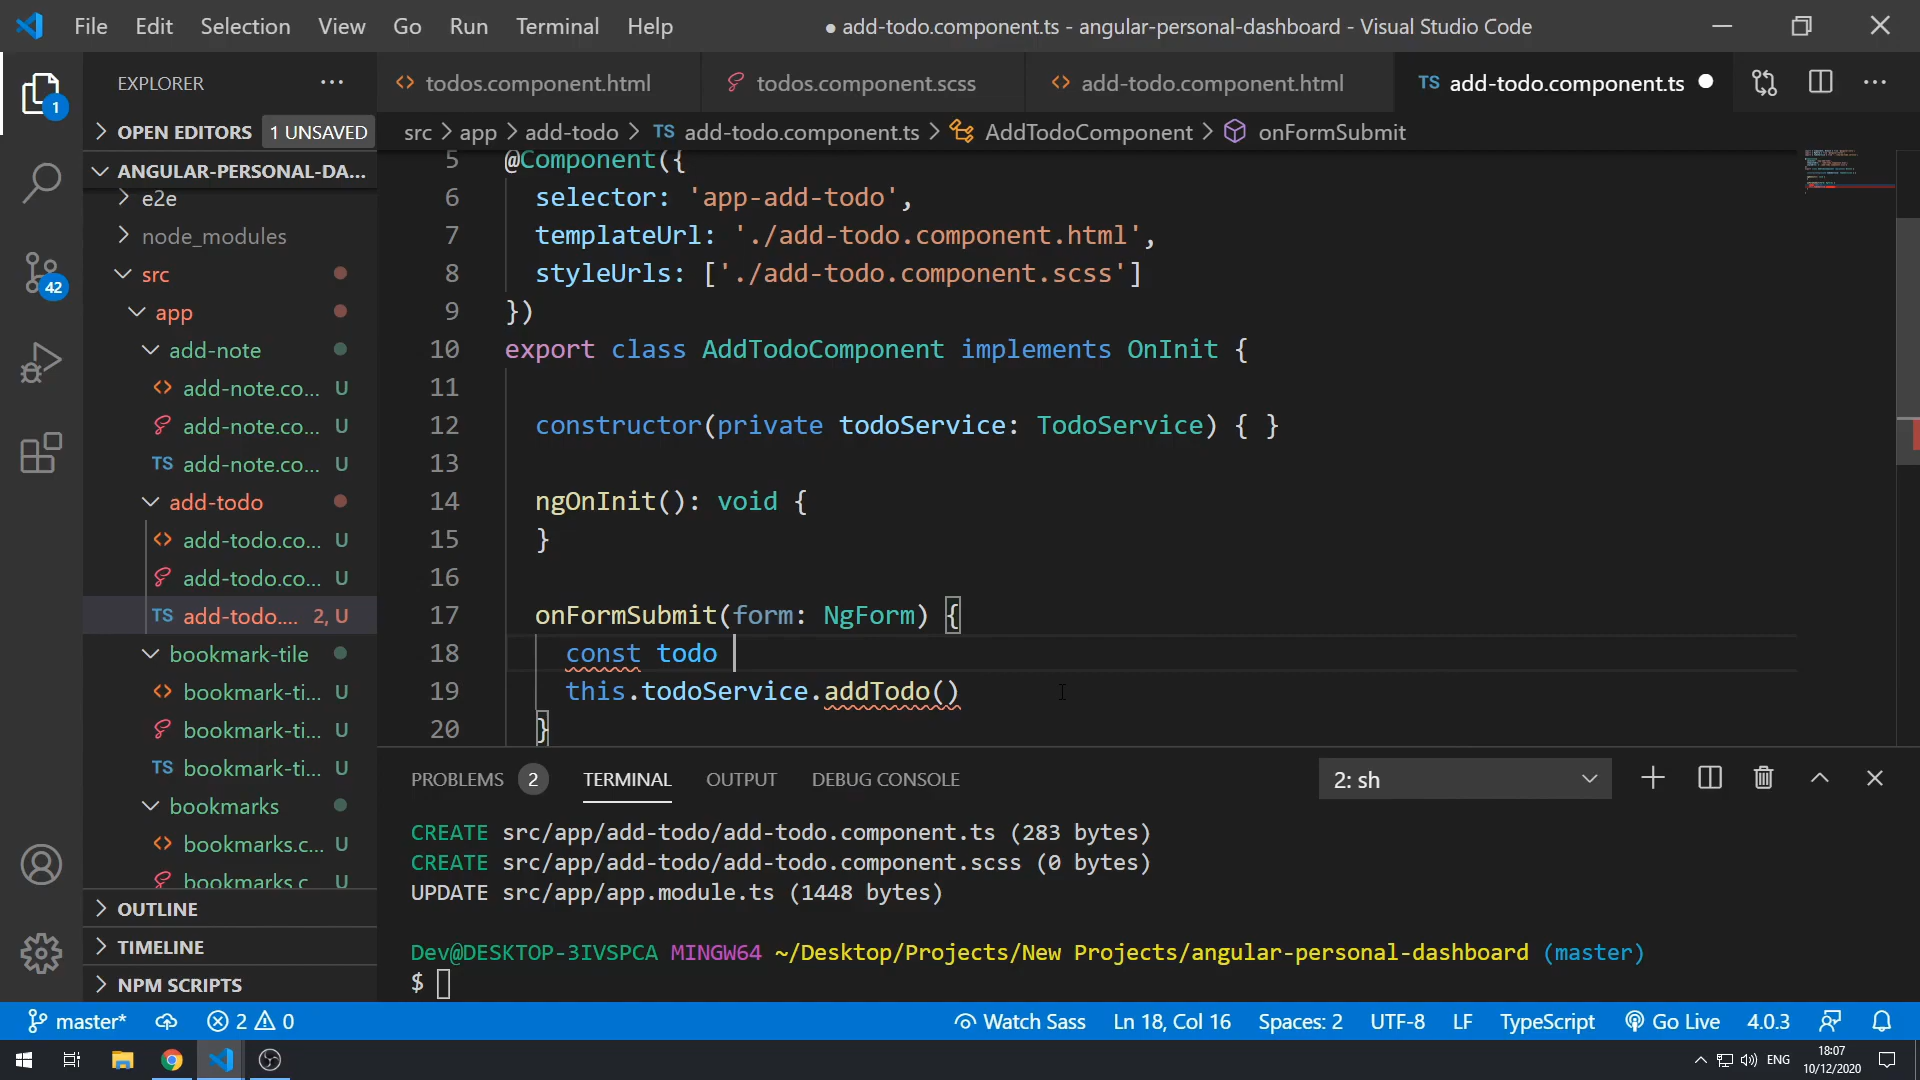 File Edit Selection View Go Run Terminal Help ● add-todo.component.ts - angular-personal-dashboard - Visual Studio Code
EXPLORER
todos.component.html todos.component.scss add-todo.component.html TS add-todo.component.ts
OPEN EDITORS 1 UNSAVED
src > app > add-todo > TS add-todo.component.ts > AddTodoComponent > onFormSubmit
ANGULAR-PERSONAL-DA...
e2e
node_modules
src
app
add-note
add-note.co... U
add-note.co... U
TS add-note.co... U
add-todo
add-todo.co... U
add-todo.co... U
TS add-todo.... 2, U
bookmark-tile
bookmark-ti... U
bookmark-ti... U
TS bookmark-ti... U
bookmarks
bookmarks.c... U
bookmarks.c... U
OUTLINE
TIMELINE
NPM SCRIPTS
1
42
5 @Component({
6 selector: 'app-add-todo',
7 templateUrl: './add-todo.component.html',
8 styleUrls: ['./add-todo.component.scss']
9 })
10 export class AddTodoComponent implements OnInit {
11
12 constructor(private todoService: TodoService) { }
13
14 ngOnInit(): void {
15 }
16
17 onFormSubmit(form: NgForm) {
18 const todo
19 this.todoService.addTodo()
20 }
PROBLEMS 2 TERMINAL OUTPUT DEBUG CONSOLE 2: sh
CREATE src/app/add-todo/add-todo.component.ts (283 bytes)
CREATE src/app/add-todo/add-todo.component.scss (0 bytes)
UPDATE src/app/app.module.ts (1448 bytes)
Dev@DESKTOP-3IVSPCA MINGW64 ~/Desktop/Projects/New Projects/angular-personal-dashboard (master)
$
master* 2 0 Watch Sass Ln 18, Col 16 Spaces: 2 UTF-8 LF TypeScript Go Live 4.0.3
ENG 18:07
10/12/2020